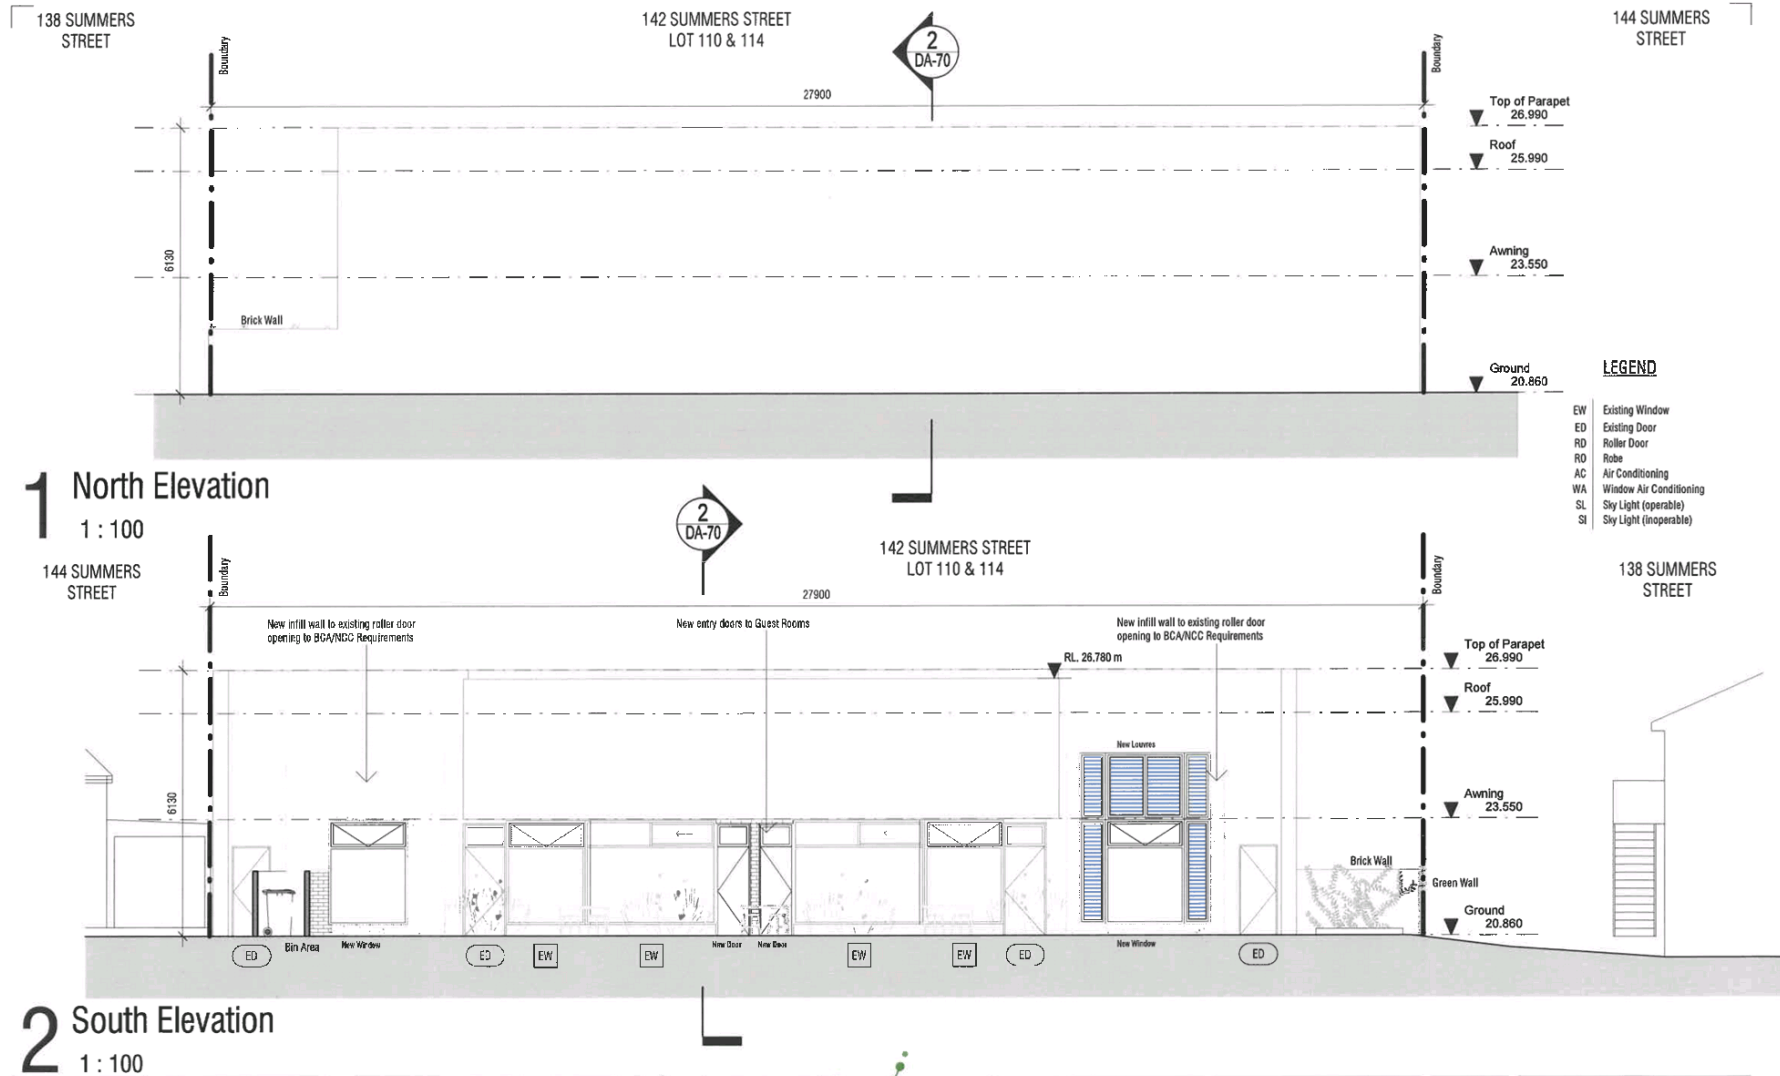 138 SUMMERS
STREET
142 SUMMERS STREET
LOT 110 & 114
144 SUMMERS
STREET
2
DA-70
Boundary
Boundary
27900
Top of Parapet
26.990
Roof
25.990
6130
Awning
23.550
Brick Wall
Ground
20.860
LEGEND
EW Existing Window
ED Existing Door
RD Roller Door
RO Robe
AC Air Conditioning
WA Window Air Conditioning
SL Sky Light (operable)
SI Sky Light (inoperable)
1 North Elevation
1 : 100
2
DA-70
144 SUMMERS
STREET
142 SUMMERS STREET
LOT 110 & 114
138 SUMMERS
STREET
Boundary
Boundary
27900
New infill wall to existing roller door
opening to BCA/NCC Requirements
New entry doors to Guest Rooms
New infill wall to existing roller door
opening to BCA/NCC Requirements
RL. 26.780 m
Top of Parapet
26.990
Roof
25.990
New Louvres
6130
Awning
23.550
Brick Wall
Green Wall
Ground
20.860
ED
Bin Area
New Window
ED
EW
EW
New Door
New Door
EW
EW
ED
New Window
ED
2 South Elevation
1 : 100